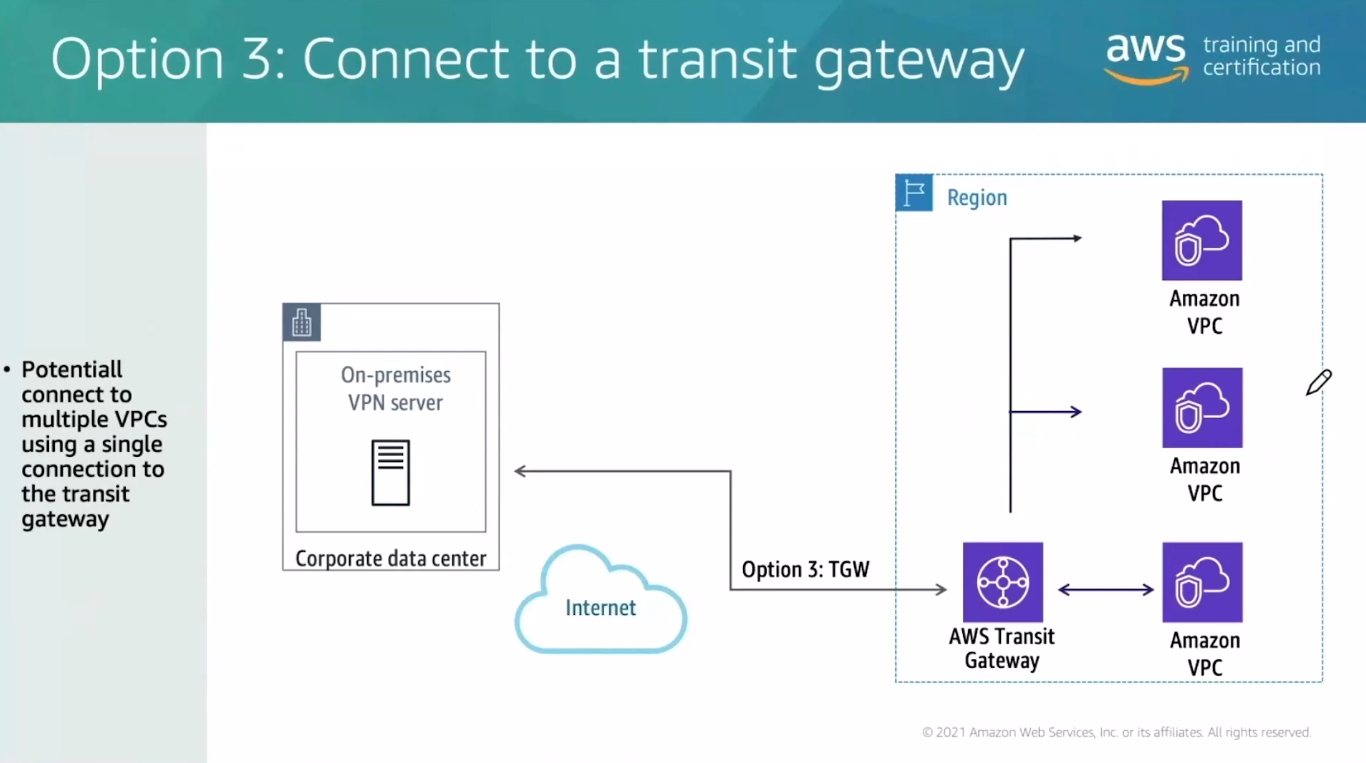 Option 3: Connect to a transit gateway
aws training and
certification
• Potentiall
connect to
multiple VPCs
using a single
connection to
the transit
gateway
On-premises
VPN server
Corporate data center
Internet
Option 3: TGW
Region
Amazon
VPC
Amazon
VPC
AWS Transit
Gateway
Amazon
VPC
© 2021 Amazon Web Services, Inc. or its affiliates. All rights reserved.